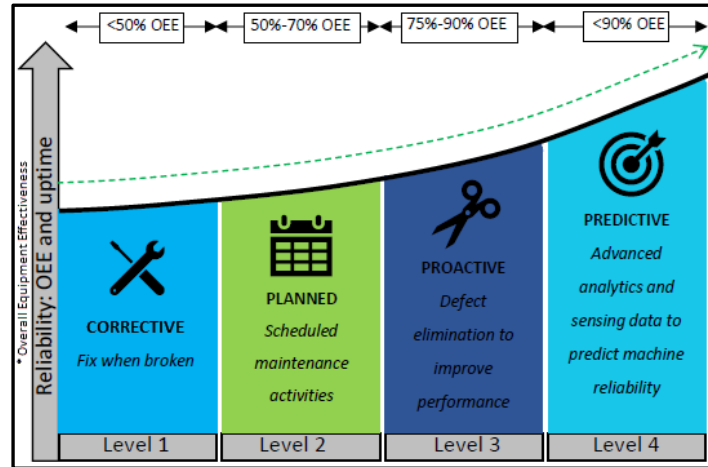 <50% OEE
50%-70% OEE
75%-90% OEE
<90% OEE
* Overall Equipment Effectiveness
Reliability: OEE and uptime
CORRECTIVE
Fix when broken
PLANNED
Scheduled
maintenance
activities
PROACTIVE
Defect
elimination to
improve
performance
PREDICTIVE
Advanced
analytics and
sensing data to
predict machine
reliability
Level 1
Level 2
Level 3
Level 4